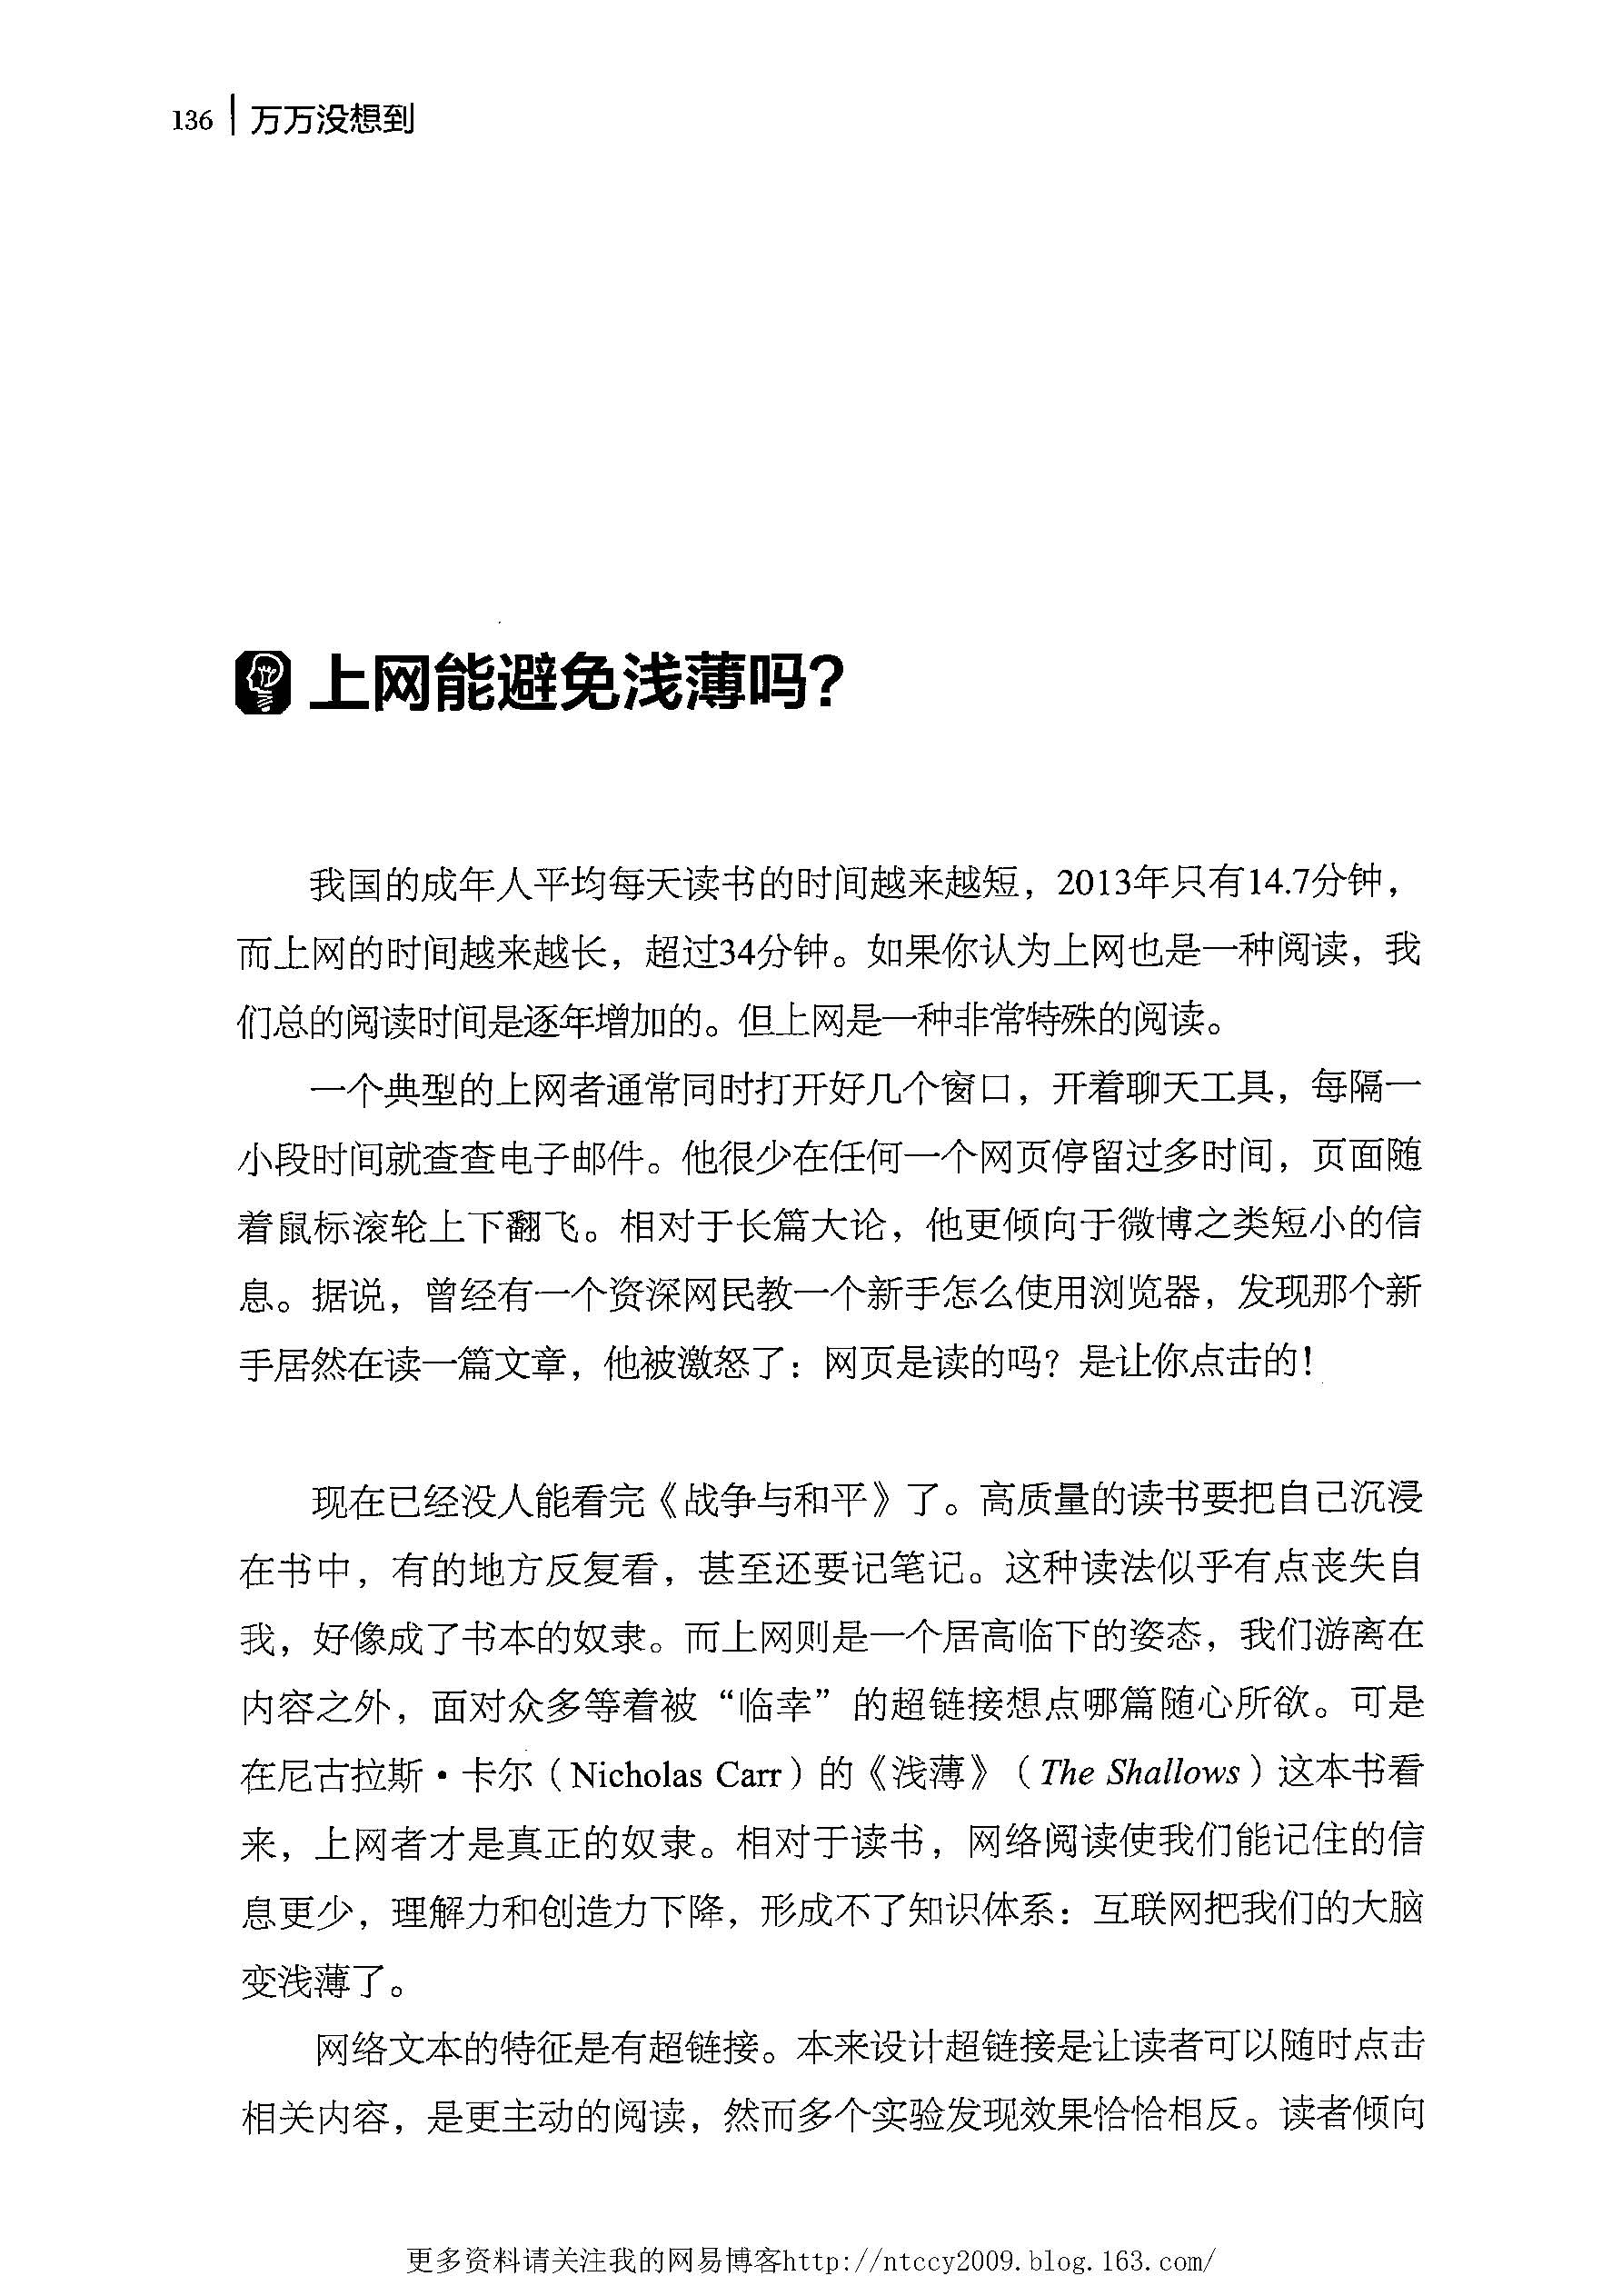 136 万万没想到
上网能避免浅薄吗?
我国的成年人平均每天读书的时间越来越短，2013年只有14.7分钟，
而上网的时间越来越长，超过34分钟。如果你认为上网也是一种阅读，我
们总的阅读时间是逐年增加的。但上网是一种非常特殊的阅读。
一个典型的上网者通常同时打开好几个窗口，开着聊天工具，每隔一
小段时间就查查电子邮件。他很少在任何一个网页停留过多时间，页面随
着鼠标滚轮上下翻飞。相对于长篇大论，他更倾向于微博之类短小的信
息。据说，曾经有一个资深网民教一个新手怎么使用浏览器，发现那个新
手居然在读一篇文章，他被激怒了：网页是读的吗？是让你点击的！
现在已经没人能看完《战争与和平》了。高质量的读书要把自己沉浸
在书中，有的地方反复看，甚至还要记笔记。这种读法似乎有点丧失自
我，好像成了书本的奴隶。而上网则是一个居高临下的姿态，我们游离在
内容之外，面对众多等着被“临幸”的超链接想点哪篇随心所欲。可是
在尼古拉斯·卡尔（Nicholas Carr）的《浅薄》（The Shallows）这本书看
来，上网者才是真正的奴隶。相对于读书，网络阅读使我们能记住的信
息更少，理解力和创造力下降，形成不了知识体系：互联网把我们的大脑
变浅薄了。
网络文本的特征是有超链接。本来设计超链接是让读者可以随时点击
相关内容，是更主动的阅读，然而多个实验发现效果恰恰相反。读者倾向
更多资料请关注我的网易博客http://ntccy2009.blog.163.com/